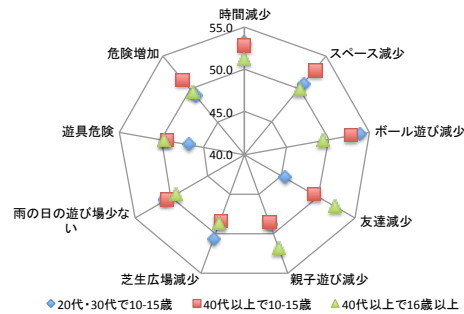 時間減少
55.0
危険増加
スペース減少
50.0
45.0
遊具危険
ボール遊び減少
40.0
雨の日の遊び場少な
い
友達減少
芝生広場減少
親子遊び減少
20代・30代で10-15歳
40代以上で10-15歳
40代以上で16歳以上